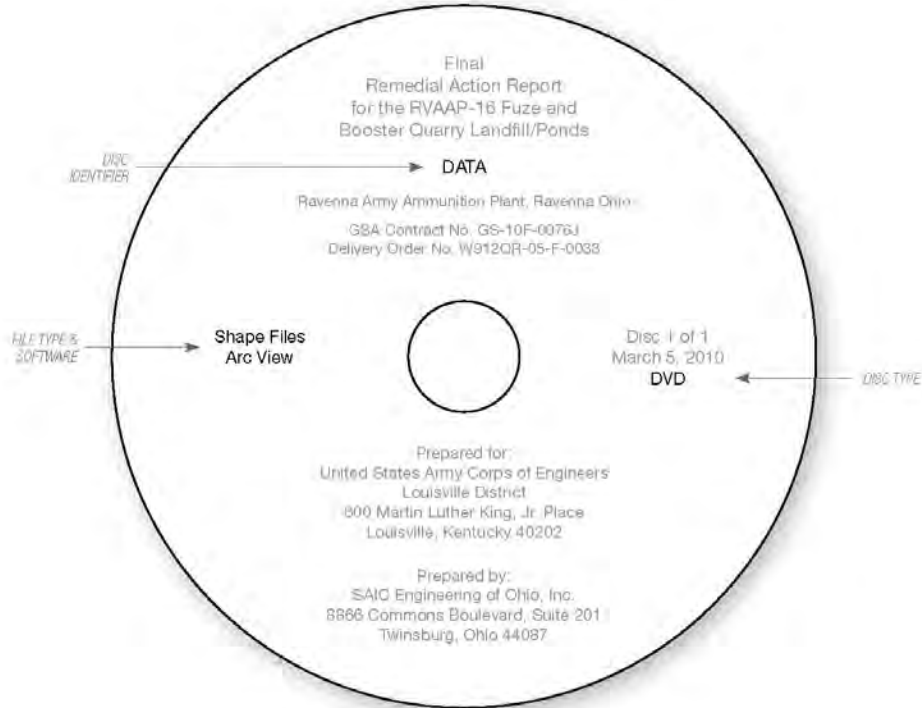 Final
Remedial Action Report
for the RVAAP-16 Fuze and
Booster Quarry Landfill/Ponds
DISC
IDENTIFIER
DATA
Ravenna Army Ammunition Plant, Ravenna Ohio
GSA Contract No. GS-10F-0076J
Delivery Order No. W912QR-05-F-0033
FILE TYPE &
SOFTWARE
Shape Files
Arc View
Disc 1 of 1
March 5, 2010
DVD
DISC TYPE
Prepared for:
United States Army Corps of Engineers
Louisville District
600 Martin Luther King, Jr. Place
Louisville, Kentucky 40202
Prepared by:
SAIC Engineering of Ohio, Inc.
8866 Commons Boulevard, Suite 201
Twinsburg, Ohio 44087